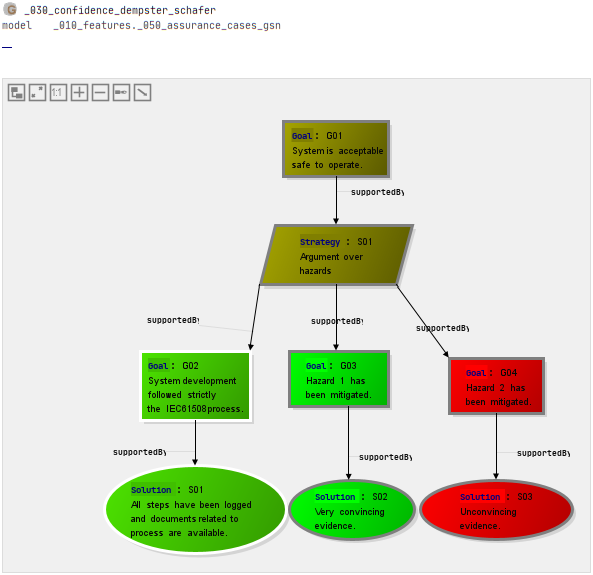 G _030_confidence_dempster_schafer
model _010_features._050_assurance_cases_gsn
1:1
Goal : G01
System is acceptable
safe to operate.
supportedBy
Strategy : S01
Argument over
hazards
supportedBy
supportedBy
supportedBy
Goal : G02
System development
followed strictly
the IEC61508 process.
Goal : G03
Hazard 1 has
been mitigated.
Goal : G04
Hazard 2 has
been mitigated.
supportedBy
supportedBy
supportedBy
Solution : S01
All steps have been logged
and documents related to
process are available.
Solution : S02
Very convincing
evidence.
Solution : S03
Unconvincing
evidence.